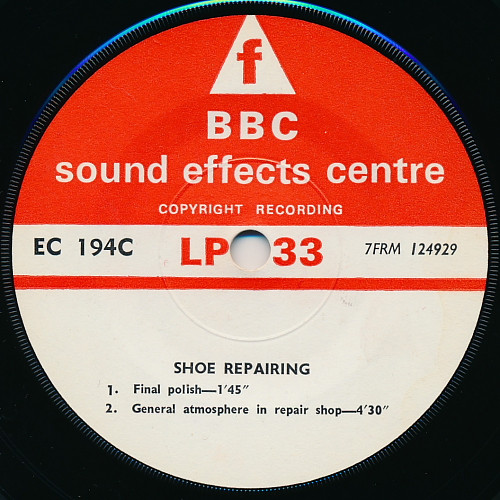 f
BBC
sound effects centre
COPYRIGHT RECORDING
EC 194C LP 33 7FRM 124929
SHOE REPAIRING
1. Final polish—1'45"
2. General atmosphere in repair shop—4'30"